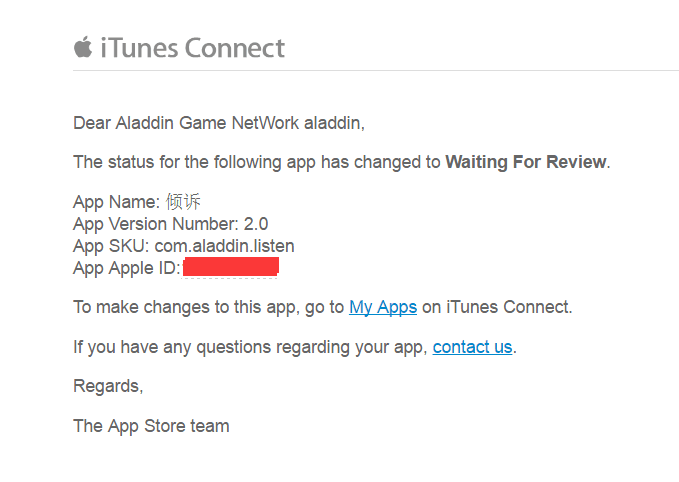 iTunes Connect
Dear Aladdin Game NetWork aladdin,
The status for the following app has changed to Waiting For Review.
App Name: 倾诉
App Version Number: 2.0
App SKU: com.aladdin.listen
App Apple ID:
To make changes to this app, go to My Apps on iTunes Connect.
If you have any questions regarding your app, contact us.
Regards,
The App Store team